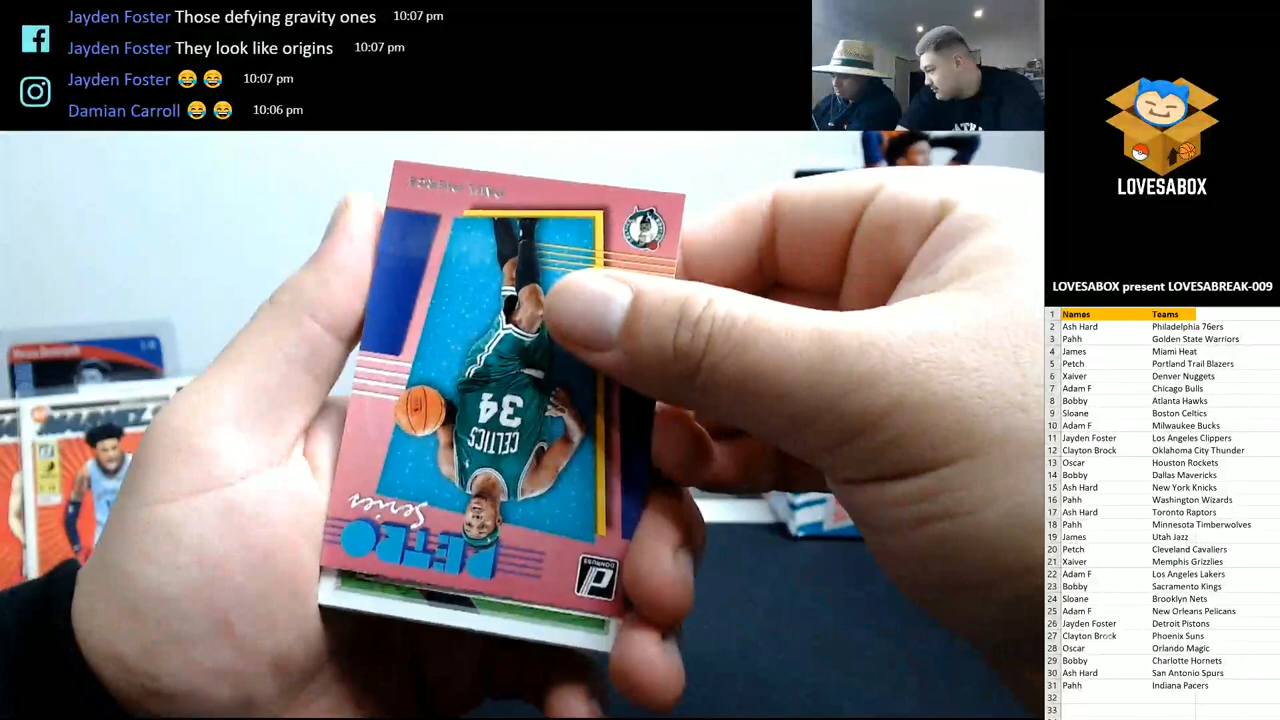 Jayden Foster Those defying gravity ones 10:07 pm
Jayden Foster They look like origins 10:07 pm
Jayden Foster 😂 😂 10:07 pm
Damian Carroll 😂 😂 10:06 pm
LOVESABOX
LOVESABOX present LOVESABREAK-009
1 Names Teams
2 Ash Hard Philadelphia 76ers
3 Pahh Golden State Warriors
4 James Miami Heat
5 Petch Portland Trail Blazers
6 Xaiver Denver Nuggets
7 Adam F Chicago Bulls
8 Bobby Atlanta Hawks
9 Sloane Boston Celtics
10 Adam F Milwaukee Bucks
11 Jayden Foster Los Angeles Clippers
12 Clayton Brock Oklahoma City Thunder
13 Oscar Houston Rockets
14 Bobby Dallas Mavericks
15 Ash Hard New York Knicks
16 Pahh Washington Wizards
17 Ash Hard Toronto Raptors
18 Pahh Minnesota Timberwolves
19 James Utah Jazz
20 Petch Cleveland Cavaliers
21 Xaiver Memphis Grizzlies
22 Adam F Los Angeles Lakers
23 Bobby Sacramento Kings
24 Sloane Brooklyn Nets
25 Adam F New Orleans Pelicans
26 Jayden Foster Detroit Pistons
27 Clayton Brock Phoenix Suns
28 Oscar Orlando Magic
29 Bobby Charlotte Hornets
30 Ash Hard San Antonio Spurs
31 Pahh Indiana Pacers
32
33
PAUL PIERCE
CELTICS
34
RETRO
Series
DONRUSS